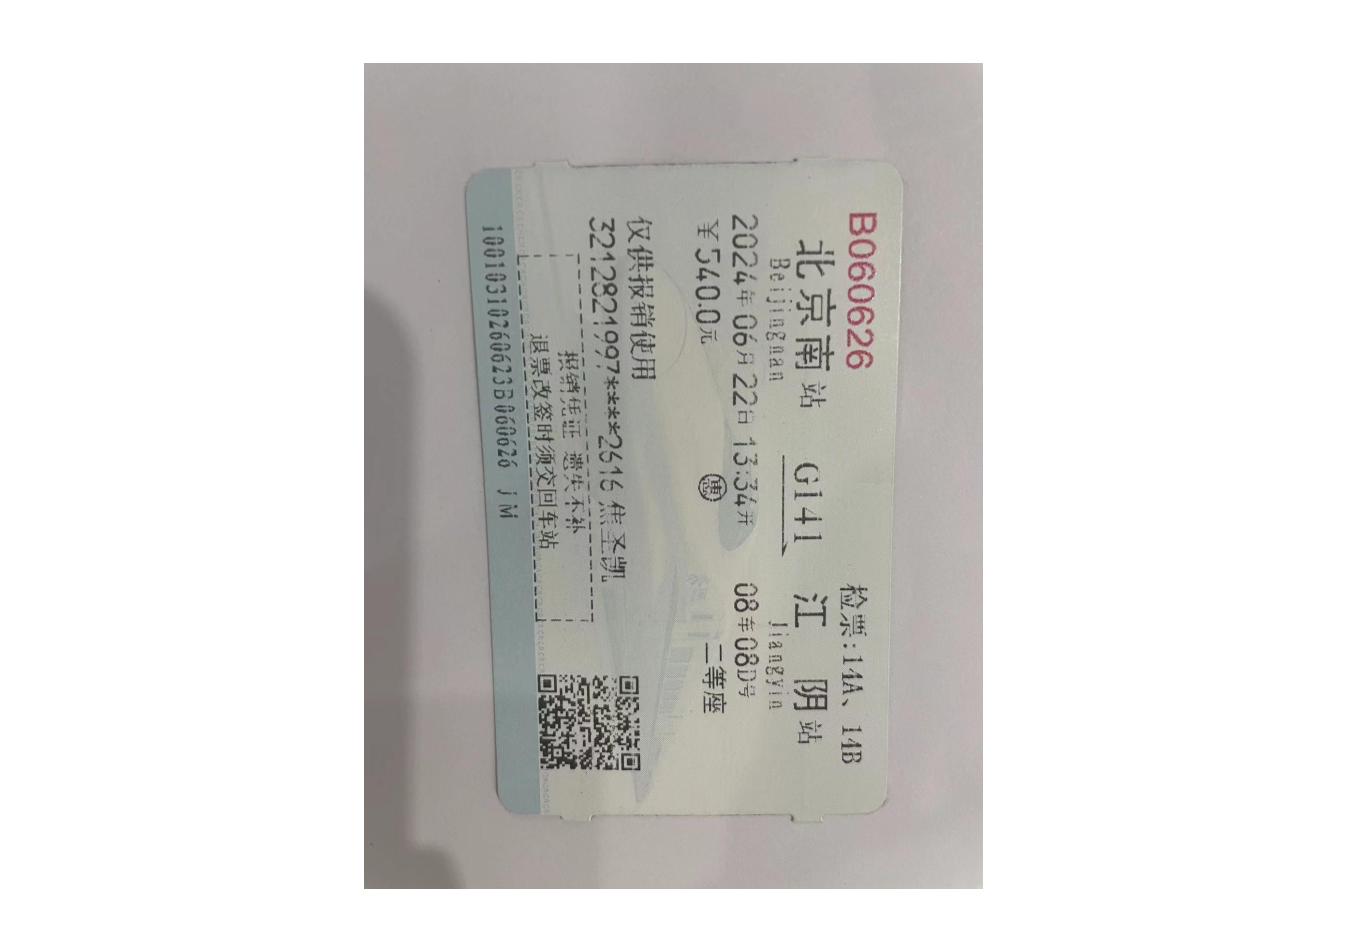 B060626 检票:14A、14B
北京南站 G141 江阴站
Beijingnan Jiangyin
2024年06月22日 13:34开 08车08D号
￥540.0元 惠 二等座
仅供报销使用
3212821997****2616 焦圣凯
报销凭证 遗失不补
退票改签时须交回车站
10010310260623B060626 JM